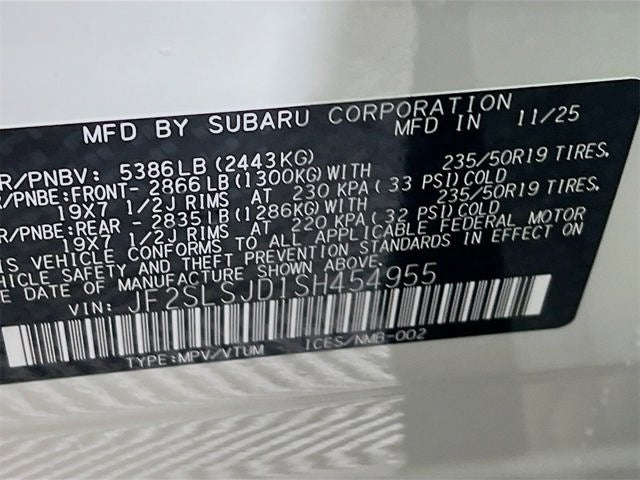 MFD BY SUBARU CORPORATION
MFD IN 11/25
R/PNBV: 5386LB (2443KG)
R/PNBE:FRONT- 2866LB(1300KG)WITH 235/50R19 TIRES,
19X7 1/2J RIMS AT 230 KPA( 33 PSI)COLD
R/PNBE:REAR - 2835LB(1286KG)WITH 235/50R19 TIRES,
19X7 1/2J RIMS AT 220 KPA( 32 PSI)COLD
IS VEHICLE CONFORMS TO ALL APPLICABLE FEDERAL MOTOR
VEHICLE SAFETY AND THEFT PREVENTION STANDARDS IN EFFECT ON
E DATE OF MANUFACTURE SHOWN ABOVE.
VIN: JF2SLSJD1SH454955
TYPE:MPV/VTUM ICES/NMB-002